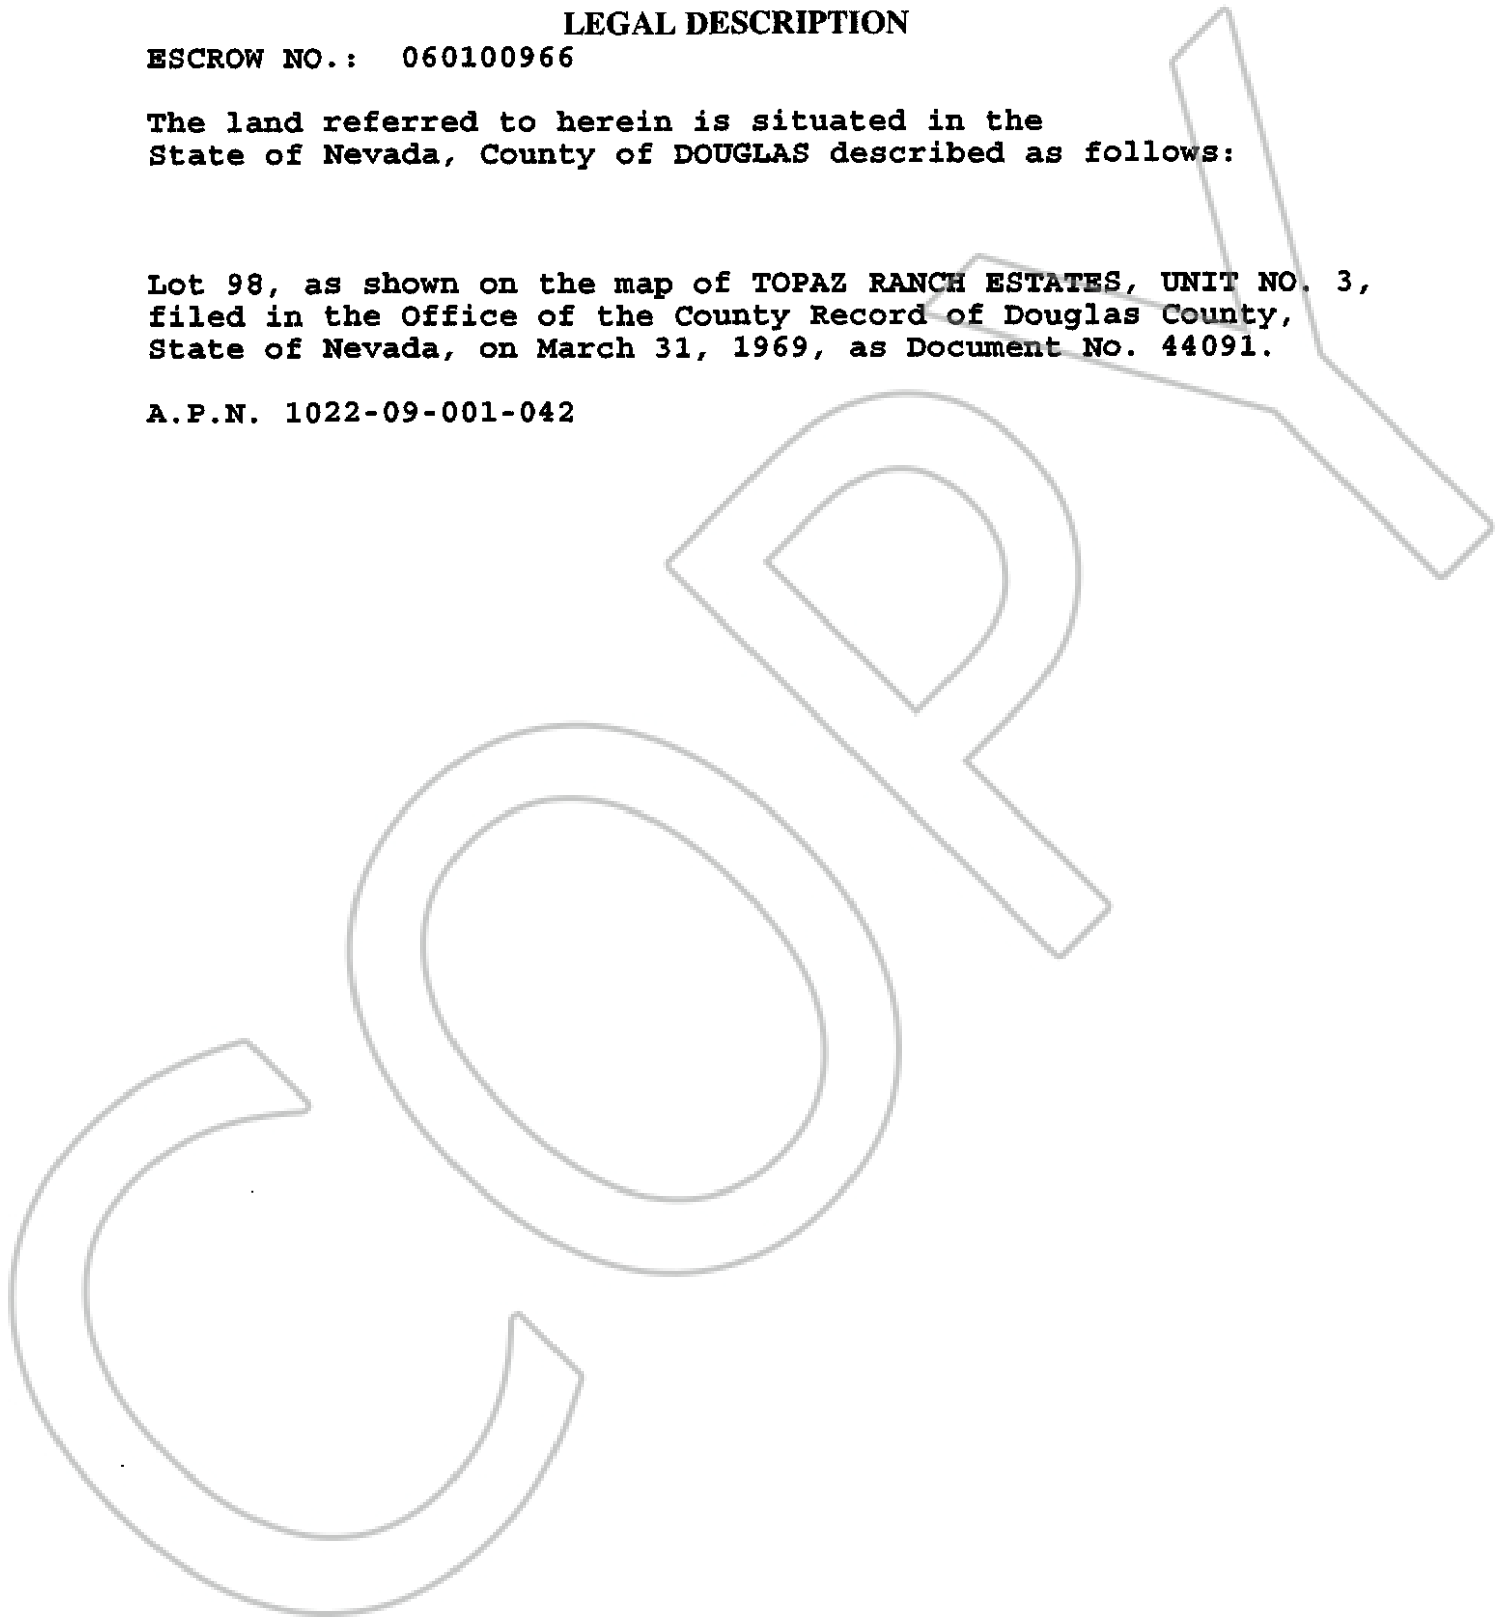 LEGAL DESCRIPTION
ESCROW NO.: 060100966
The land referred to herein is situated in the
State of Nevada, County of DOUGLAS described as follows:
Lot 98, as shown on the map of TOPAZ RANCH ESTATES, UNIT NO. 3,
filed in the Office of the County Record of Douglas County,
State of Nevada, on March 31, 1969, as Document No. 44091.
A.P.N. 1022-09-001-042
COPY